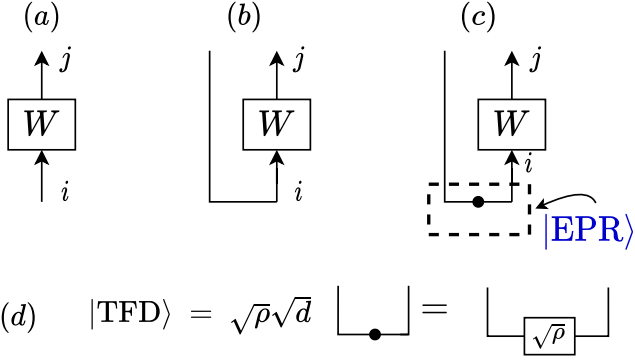 (a) (b) (c)
j j j
W W W
i i i
|EPR⟩
(d) |TFD⟩ = √ρ√d = √ρ